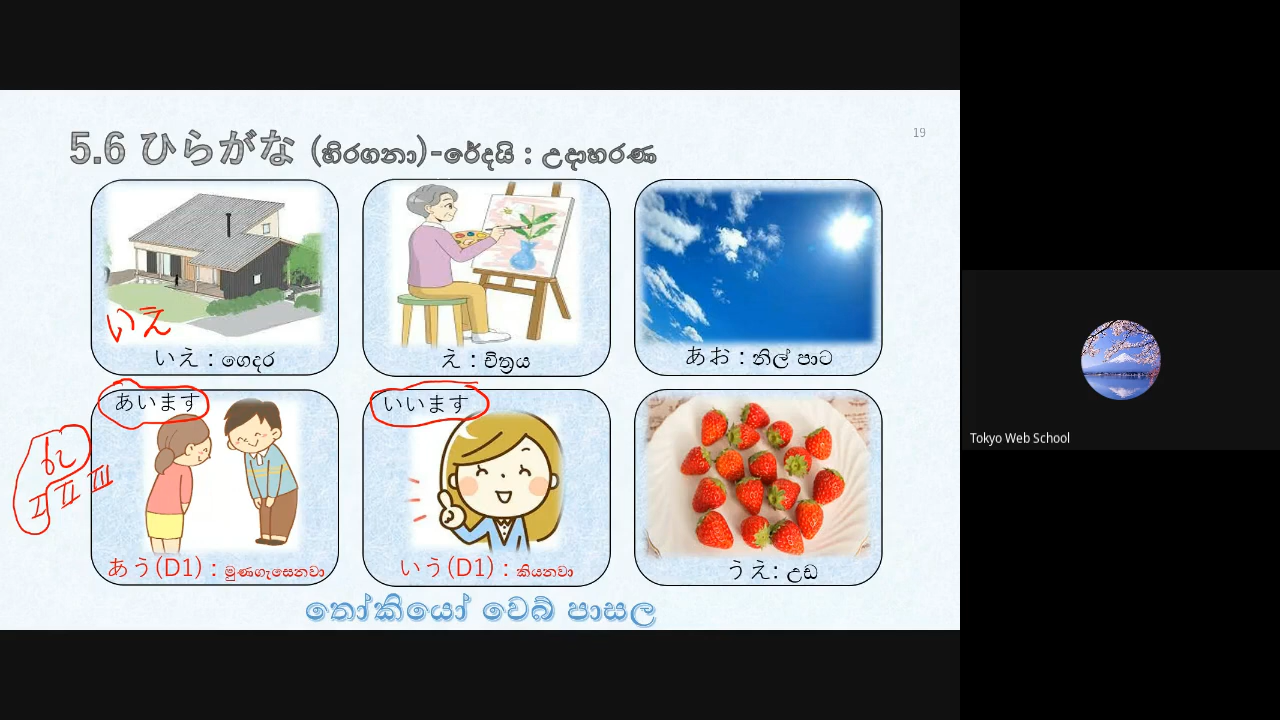 5.6 ひらがな (හිරගනා)-රේදයි : උදාහරණ
19
いえ
いえ : ගෙදර
え : චිත්‍රය
あお : නිල් පාට
あいます
いいます
I II III
あう(D1) : මුණගැසෙනවා
いう(D1) : කියනවා
うえ: උඩ
තෝකියෝ වෙබ් පාසල
Tokyo Web School